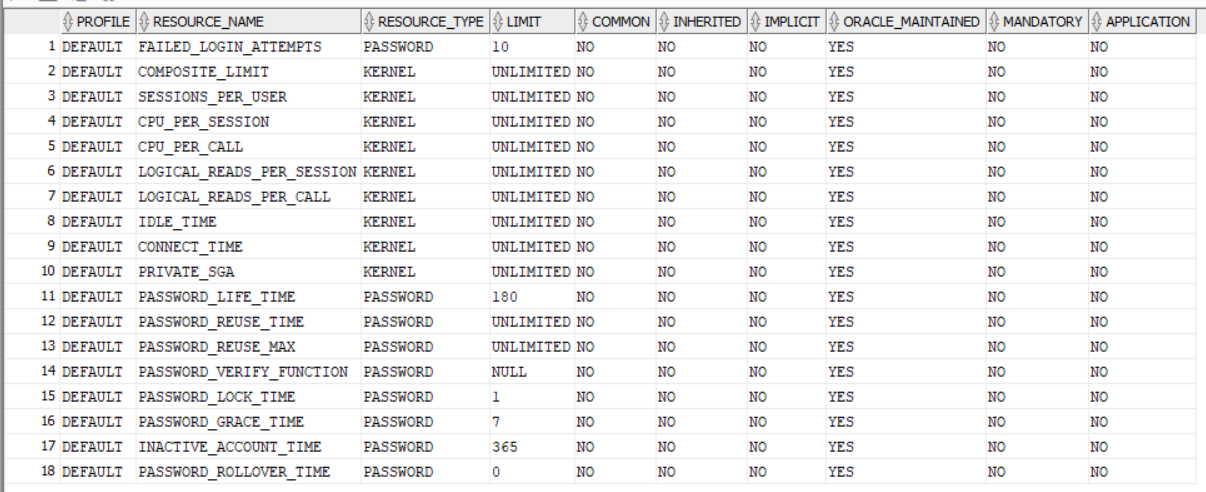 PROFILE RESOURCE_NAME RESOURCE_TYPE LIMIT COMMON INHERITED IMPLICIT ORACLE_MAINTAINED MANDATORY APPLICATION
1 DEFAULT FAILED_LOGIN_ATTEMPTS PASSWORD 10 NO NO NO YES NO NO
2 DEFAULT COMPOSITE_LIMIT KERNEL UNLIMITED NO NO NO YES NO NO
3 DEFAULT SESSIONS_PER_USER KERNEL UNLIMITED NO NO NO YES NO NO
4 DEFAULT CPU_PER_SESSION KERNEL UNLIMITED NO NO NO YES NO NO
5 DEFAULT CPU_PER_CALL KERNEL UNLIMITED NO NO NO YES NO NO
6 DEFAULT LOGICAL_READS_PER_SESSION KERNEL UNLIMITED NO NO NO YES NO NO
7 DEFAULT LOGICAL_READS_PER_CALL KERNEL UNLIMITED NO NO NO YES NO NO
8 DEFAULT IDLE_TIME KERNEL UNLIMITED NO NO NO YES NO NO
9 DEFAULT CONNECT_TIME KERNEL UNLIMITED NO NO NO YES NO NO
10 DEFAULT PRIVATE_SGA KERNEL UNLIMITED NO NO NO YES NO NO
11 DEFAULT PASSWORD_LIFE_TIME PASSWORD 180 NO NO NO YES NO NO
12 DEFAULT PASSWORD_REUSE_TIME PASSWORD UNLIMITED NO NO NO YES NO NO
13 DEFAULT PASSWORD_REUSE_MAX PASSWORD UNLIMITED NO NO NO YES NO NO
14 DEFAULT PASSWORD_VERIFY_FUNCTION PASSWORD NULL NO NO NO YES NO NO
15 DEFAULT PASSWORD_LOCK_TIME PASSWORD 1 NO NO NO YES NO NO
16 DEFAULT PASSWORD_GRACE_TIME PASSWORD 7 NO NO NO YES NO NO
17 DEFAULT INACTIVE_ACCOUNT_TIME PASSWORD 365 NO NO NO YES NO NO
18 DEFAULT PASSWORD_ROLLOVER_TIME PASSWORD 0 NO NO NO YES NO NO